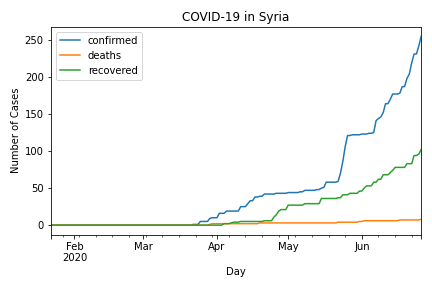 COVID-19 in Syria
confirmed
deaths
recovered
Number of Cases
250
200
150
100
50
0
Feb Mar Apr May Jun
2020
Day